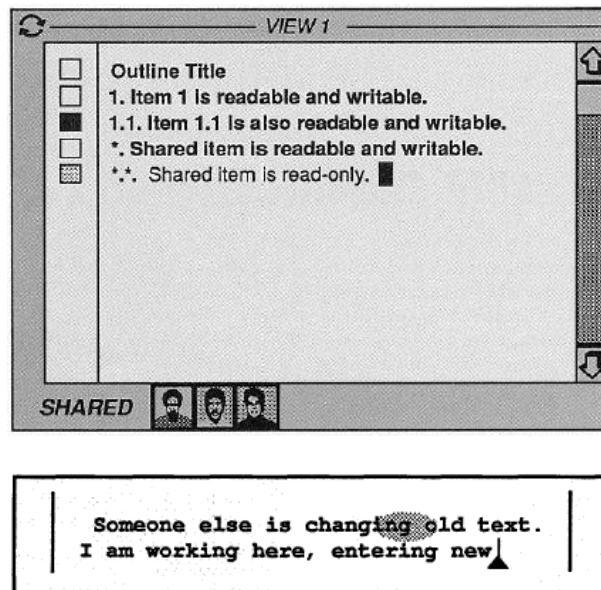 VIEW 1
Outline Title
1. Item 1 is readable and writable.
1.1. Item 1.1 is also readable and writable.
*. Shared item is readable and writable.
*.*. Shared item is read-only.
SHARED
Someone else is changing old text.
I am working here, entering new